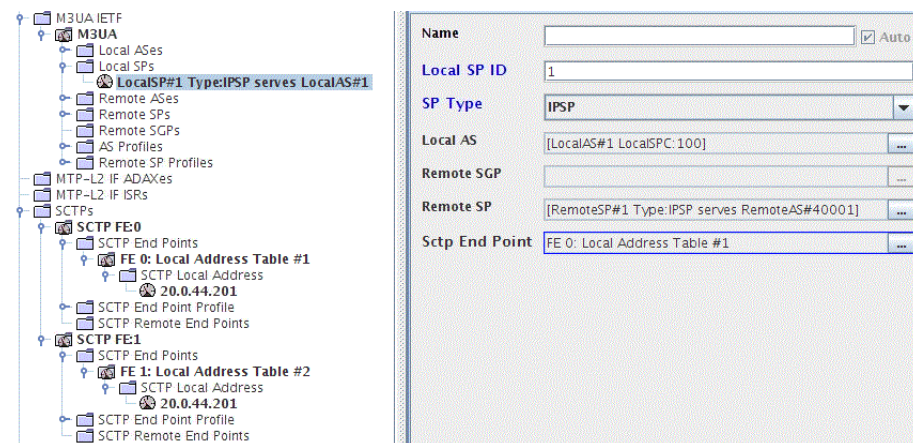 M3UA IETF
M3UA
Local ASes
Local SPs
LocalSP#1 Type:IPSP serves LocalAS#1
Remote ASes
Remote SPs
Remote SGPs
AS Profiles
Remote SP Profiles
MTP-L2 IF ADAXes
MTP-L2 IF ISRs
SCTPs
SCTP FE:0
SCTP End Points
FE 0: Local Address Table #1
SCTP Local Address
20.0.44.201
SCTP End Point Profile
SCTP Remote End Points
SCTP FE:1
SCTP End Points
FE 1: Local Address Table #2
SCTP Local Address
20.0.44.201
SCTP End Point Profile
SCTP Remote End Points
Name Auto
Local SP ID 1
SP Type IPSP
Local AS [LocalAS#1 LocalSPC:100] ...
Remote SGP ...
Remote SP [RemoteSP#1 Type:IPSP serves RemoteAS#40001] ...
Sctp End Point FE 0: Local Address Table #1 ...